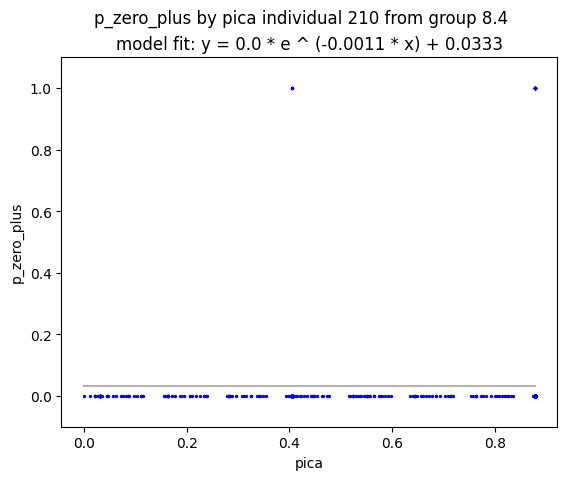 p_zero_plus by pica individual 210 from group 8.4
model fit: y = 0.0 * e ^ (-0.0011 * x) + 0.0333
1.0
0.8
0.6
0.4
0.2
0.0
p_zero_plus
0.0 0.2 0.4 0.6 0.8
pica